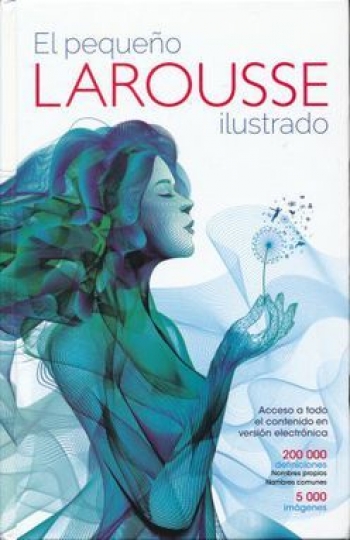 El pequeño
LAROUSSE
ilustrado
Acceso a todo
el contenido en
versión electrónica
200 000
definiciones
Nombres propios
Nombres comunes
5 000
imágenes